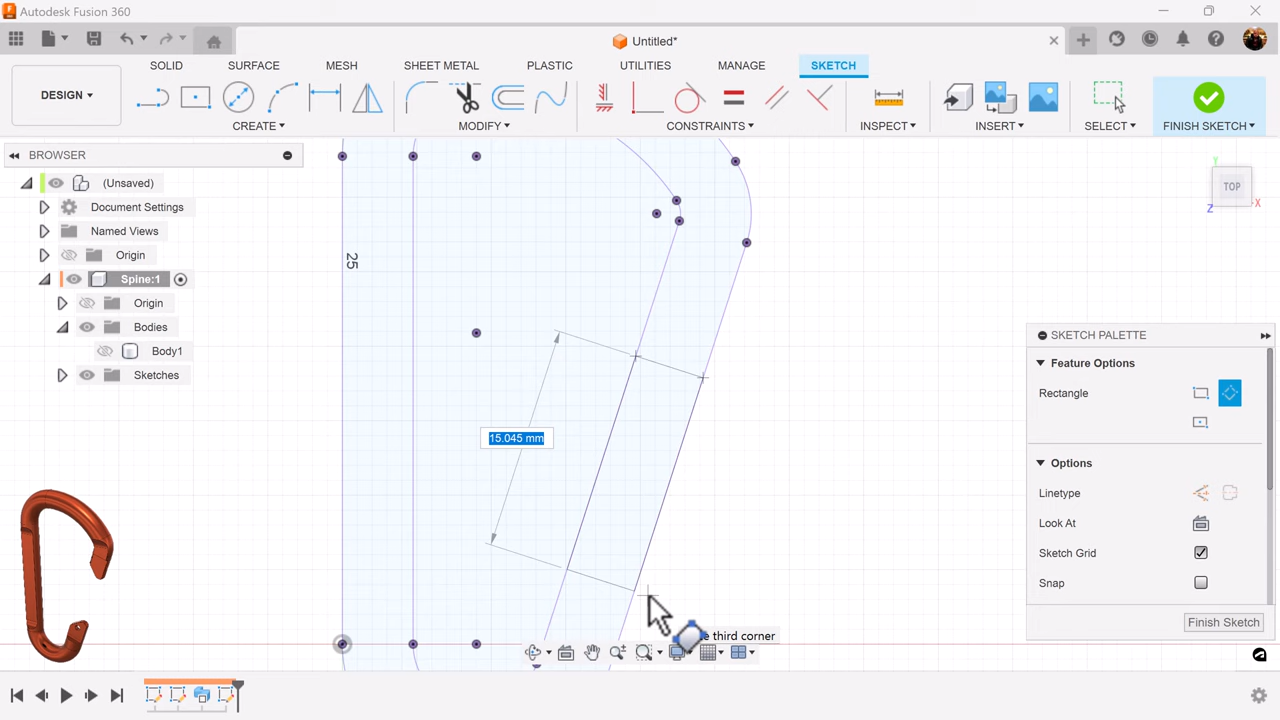 Autodesk Fusion 360
Untitled*
DESIGN
SOLID
SURFACE
MESH
SHEET METAL
PLASTIC
UTILITIES
MANAGE
SKETCH
CREATE
MODIFY
CONSTRAINTS
INSPECT
INSERT
SELECT
FINISH SKETCH
BROWSER
(Unsaved)
Document Settings
Named Views
Origin
Spine:1
Origin
Bodies
Body1
Sketches
25
15.045 mm
third corner
TOP
Y
X
Z
SKETCH PALETTE
Feature Options
Rectangle
Options
Linetype
Look At
Sketch Grid
Snap
Finish Sketch